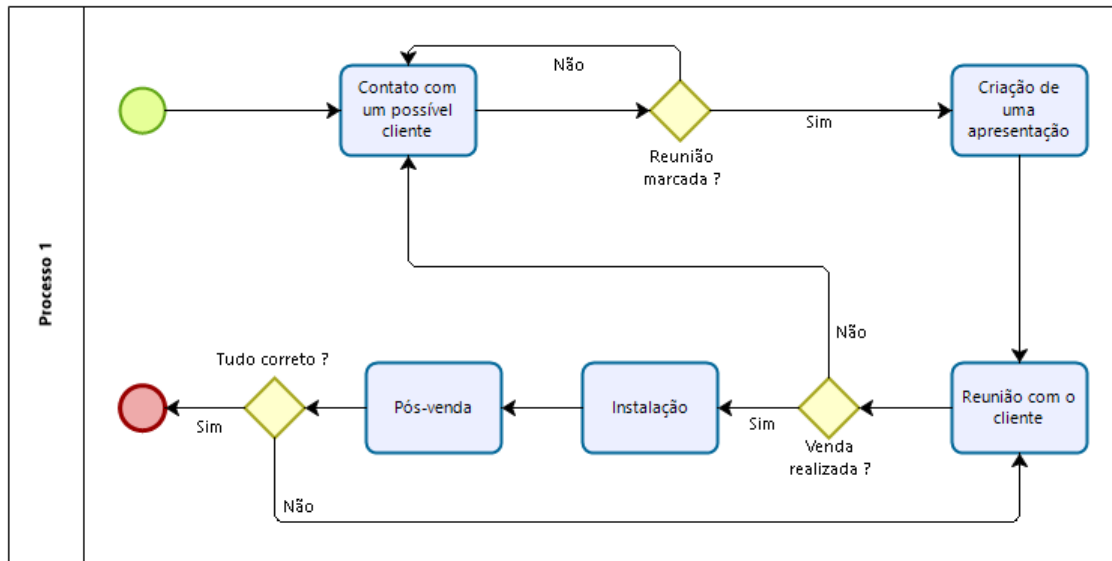 Processo 1
Contato com
um possível
cliente
Não
Reunião
marcada ?
Sim
Criação de
uma
apresentação
Reunião com o
cliente
Venda
realizada ?
Não
Sim
Instalação
Pós-venda
Tudo correto ?
Sim
Não